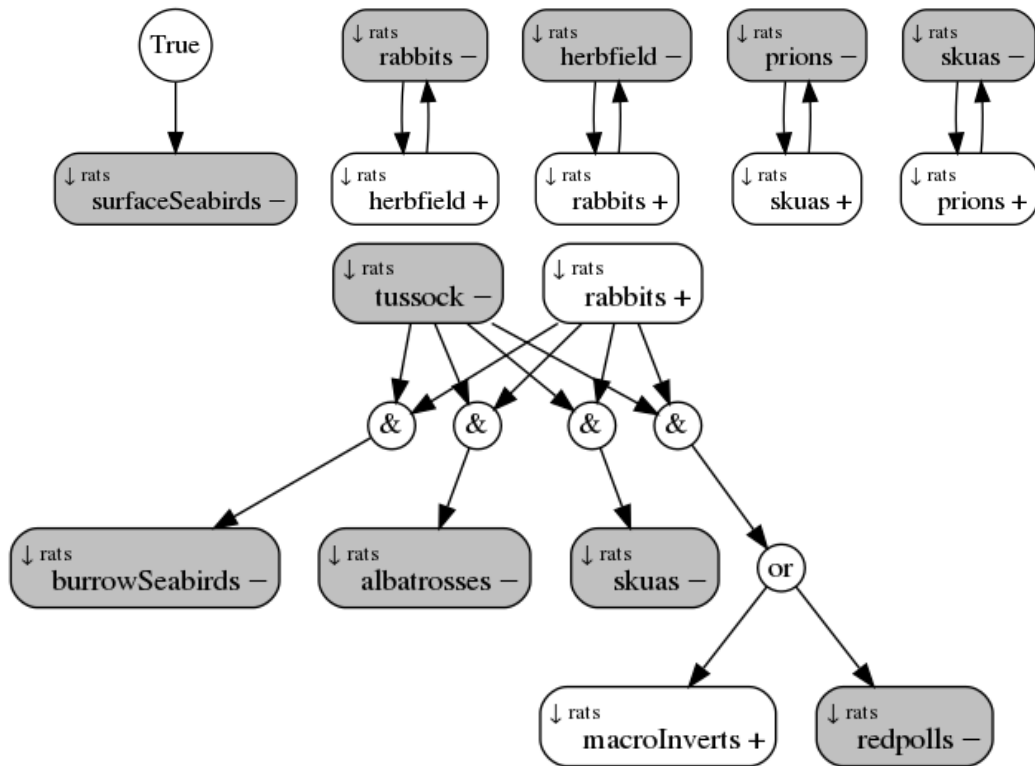 True
↓ rats
rabbits −
↓ rats
herbfield −
↓ rats
prions −
↓ rats
skuas −
↓ rats
surfaceSeabirds −
↓ rats
herbfield +
↓ rats
rabbits +
↓ rats
skuas +
↓ rats
prions +
↓ rats
tussock −
↓ rats
rabbits +
&
&
&
&
↓ rats
burrowSeabirds −
↓ rats
albatrosses −
↓ rats
skuas −
or
↓ rats
macroInverts +
↓ rats
redpolls −